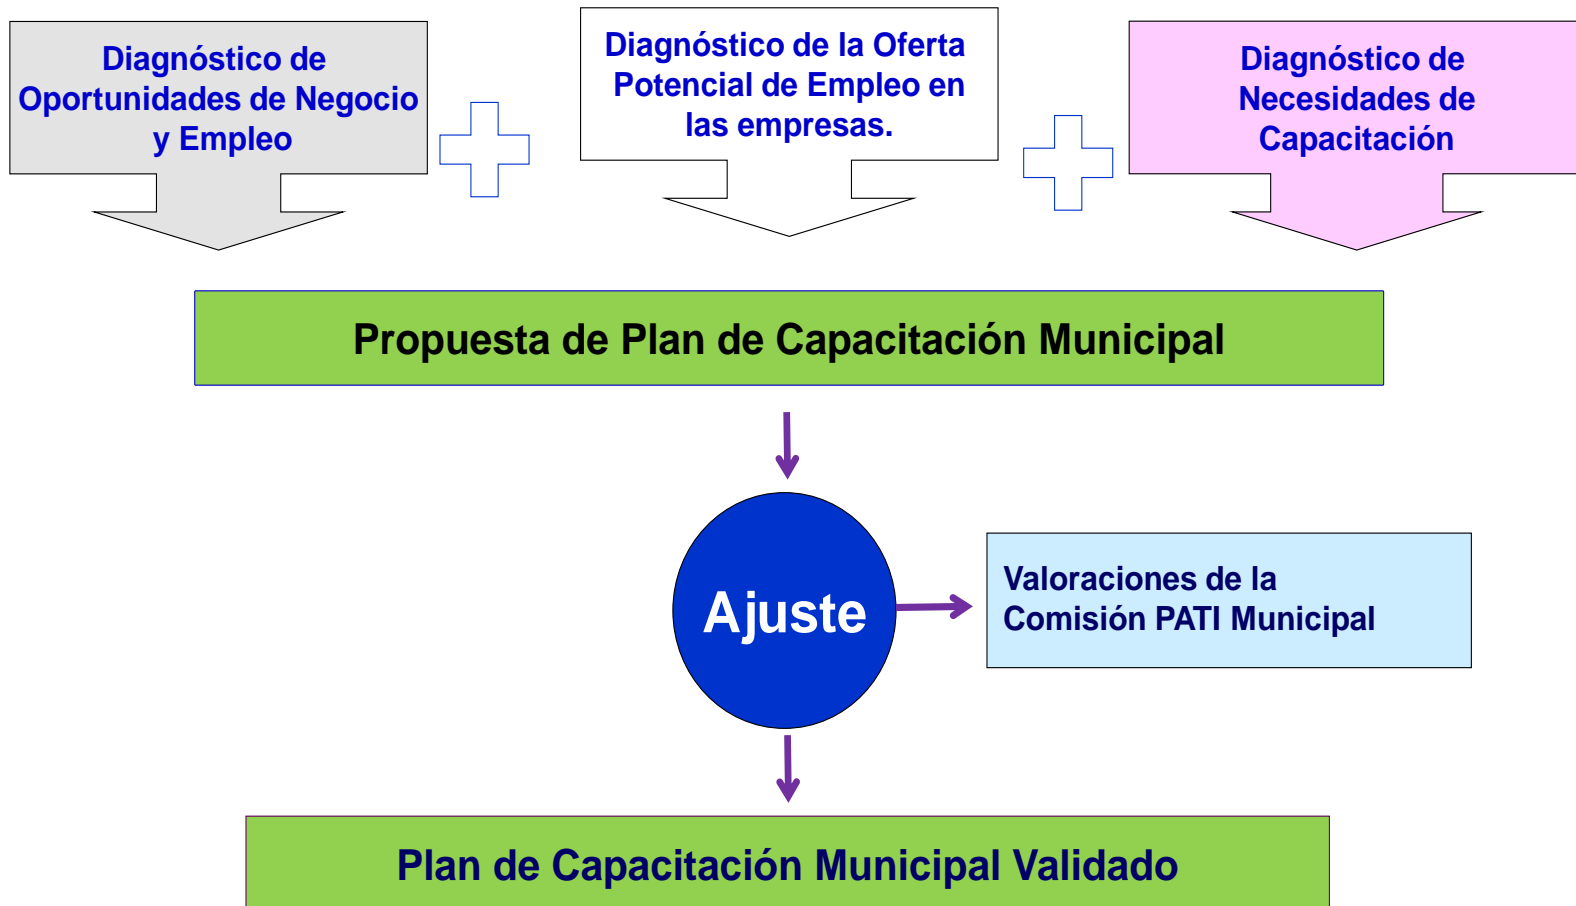 Diagnóstico de
Oportunidades de Negocio
y Empleo
Diagnóstico de la Oferta
Potencial de Empleo en
las empresas.
Diagnóstico de
Necesidades de
Capacitación
Propuesta de Plan de Capacitación Municipal
Ajuste
Valoraciones de la
Comisión PATI Municipal
Plan de Capacitación Municipal Validado